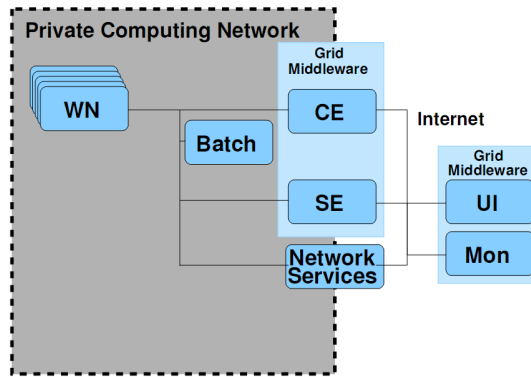 Private Computing Network
Grid
Middleware
WN
CE
Internet
Batch
Grid
Middleware
SE
UI
Network
Services
Mon